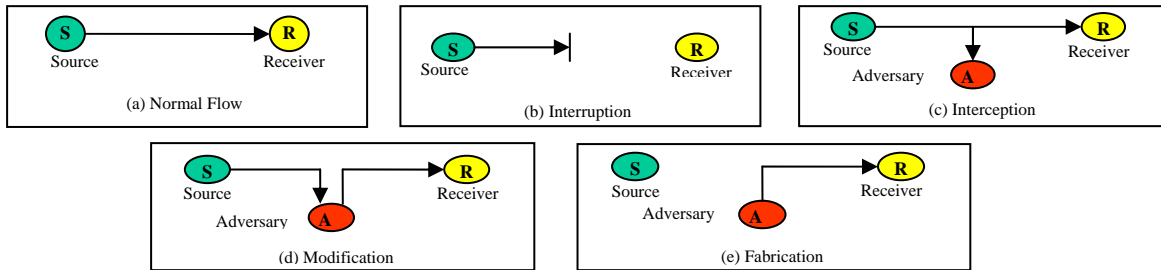 S
R
Source
Receiver
(a) Normal Flow
S
R
Source
Receiver
(b) Interruption
S
R
Source
Receiver
Adversary
A
(c) Interception
S
R
Source
Receiver
Adversary
A
(d) Modification
S
R
Source
Receiver
Adversary
A
(e) Fabrication